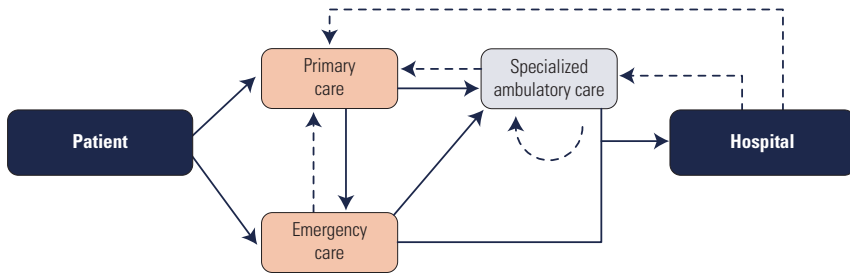 Patient
Primary
care
Specialized
ambulatory care
Hospital
Emergency
care